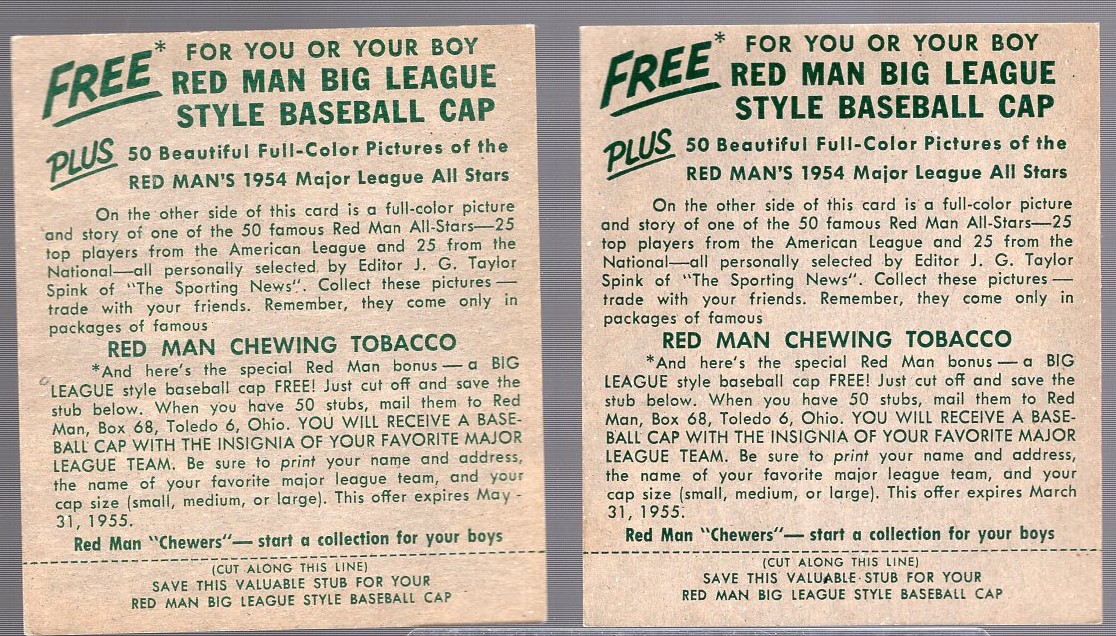 FREE* FOR YOU OR YOUR BOY
RED MAN BIG LEAGUE
STYLE BASEBALL CAP
PLUS 50 Beautiful Full-Color Pictures of the
RED MAN'S 1954 Major League All Stars
On the other side of this card is a full-color picture
and story of one of the 50 famous Red Man All-Stars—25
top players from the American League and 25 from the
National—all personally selected by Editor J. G. Taylor
Spink of "The Sporting News". Collect these pictures—
trade with your friends. Remember, they come only in
packages of famous
RED MAN CHEWING TOBACCO
*And here's the special Red Man bonus—a BIG
LEAGUE style baseball cap FREE! Just cut off and save the
stub below. When you have 50 stubs, mail them to Red
Man, Box 68, Toledo 6, Ohio. YOU WILL RECEIVE A BASE-
BALL CAP WITH THE INSIGNIA OF YOUR FAVORITE MAJOR
LEAGUE TEAM. Be sure to print your name and address,
the name of your favorite major league team, and your
cap size (small, medium, or large). This offer expires May
31, 1955.
Red Man "Chewers"—start a collection for your boys
(CUT ALONG THIS LINE)
SAVE THIS VALUABLE STUB FOR YOUR
RED MAN BIG LEAGUE STYLE BASEBALL CAP
FREE* FOR YOU OR YOUR BOY
RED MAN BIG LEAGUE
STYLE BASEBALL CAP
PLUS 50 Beautiful Full-Color Pictures of the
RED MAN'S 1954 Major League All Stars
On the other side of this card is a full-color picture
and story of one of the 50 famous Red Man All-Stars—25
top players from the American League and 25 from the
National—all personally selected by Editor J. G. Taylor
Spink of "The Sporting News". Collect these pictures—
trade with your friends. Remember, they come only in
packages of famous
RED MAN CHEWING TOBACCO
*And here's the special Red Man bonus—a BIG
LEAGUE style baseball cap FREE! Just cut off and save the
stub below. When you have 50 stubs, mail them to Red
Man, Box 68, Toledo 6, Ohio. YOU WILL RECEIVE A BASE-
BALL CAP WITH THE INSIGNIA OF YOUR FAVORITE MAJOR
LEAGUE TEAM. Be sure to print your name and address,
the name of your favorite major league team, and your
cap size (small, medium, or large). This offer expires March
31, 1955.
Red Man "Chewers"—start a collection for your boys
(CUT ALONG THIS LINE)
SAVE THIS VALUABLE STUB FOR YOUR
RED MAN BIG LEAGUE STYLE BASEBALL CAP